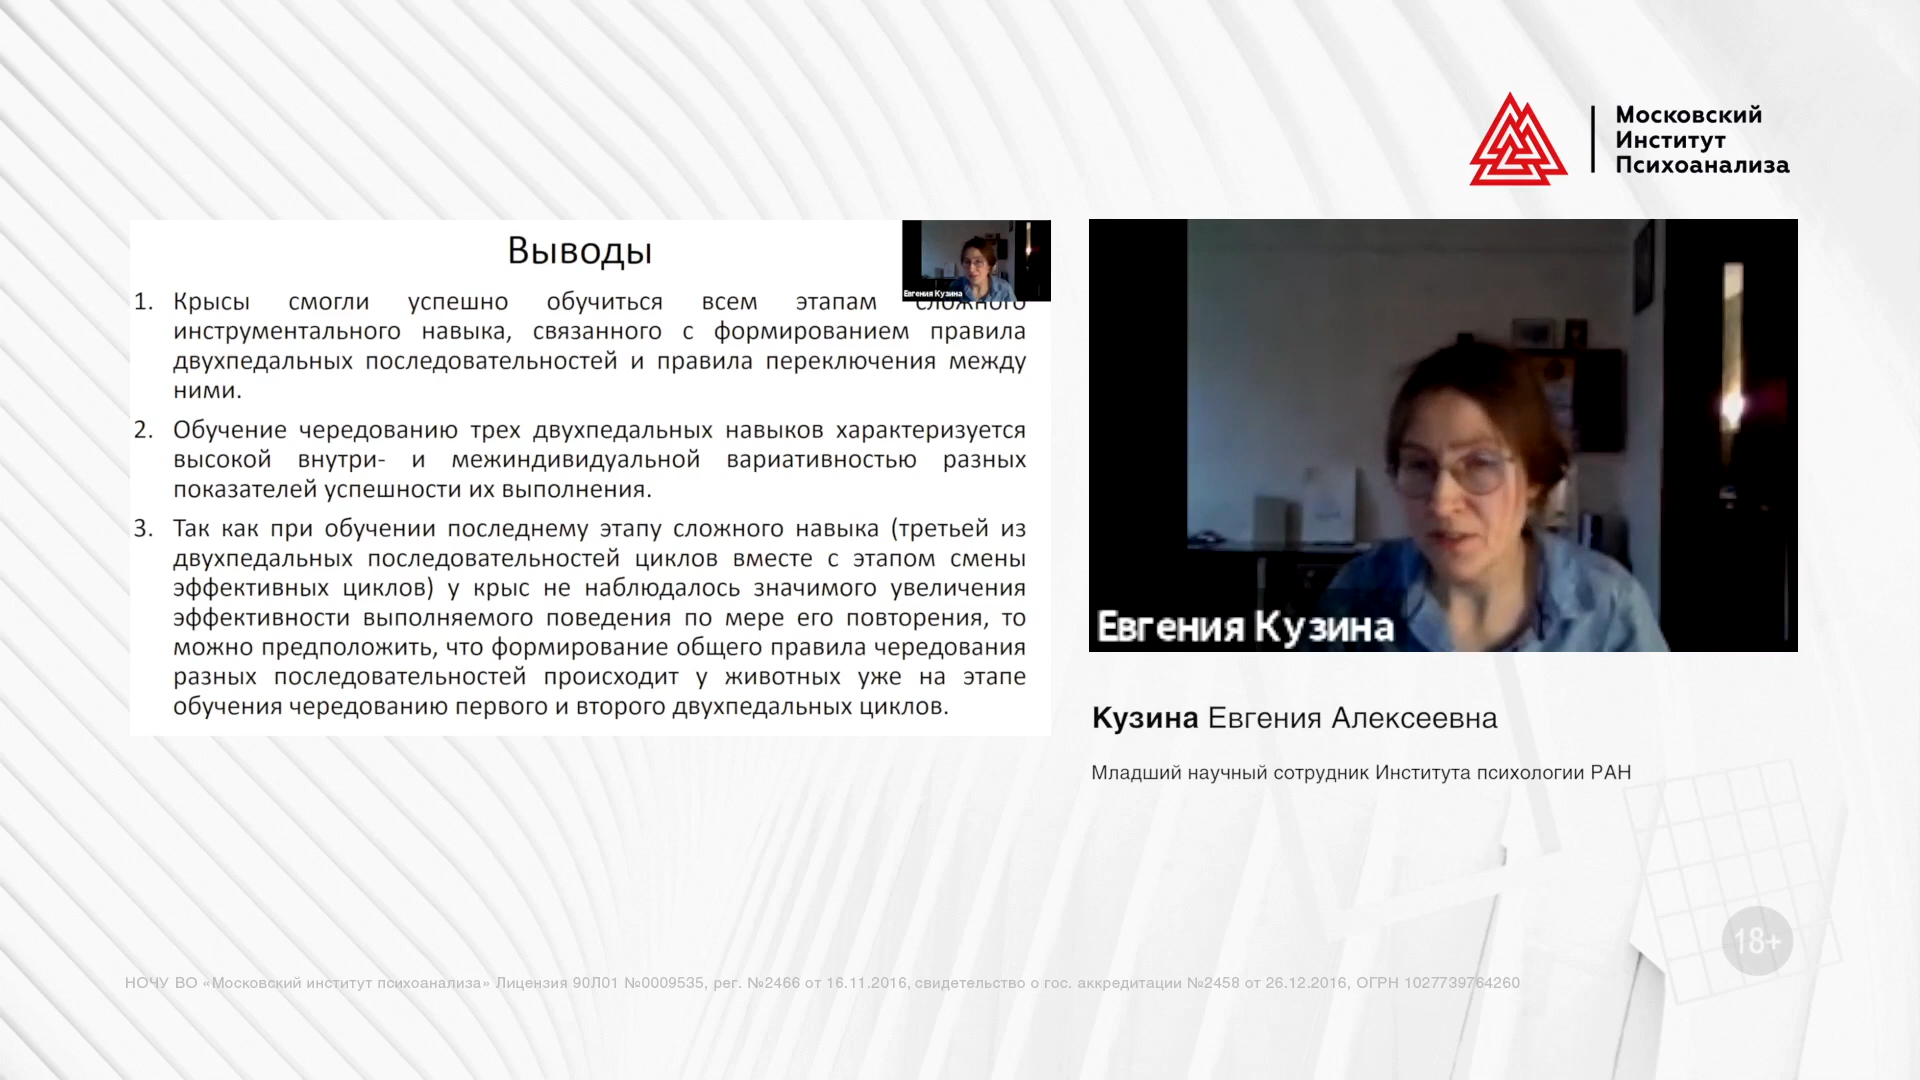 Московский
Институт
Психоанализа
Выводы
Евгения Кузина
1. Крысы смогли успешно обучиться всем этапам сложного
инструментального навыка, связанного с формированием правила
двухпедальных последовательностей и правила переключения между
ними.
2. Обучение чередованию трех двухпедальных навыков характеризуется
высокой внутри- и межиндивидуальной вариативностью разных
показателей успешности их выполнения.
3. Так как при обучении последнему этапу сложного навыка (третьей из
двухпедальных последовательностей циклов вместе с этапом смены
эффективных циклов) у крыс не наблюдалось значимого увеличения
эффективности выполняемого поведения по мере его повторения, то
можно предположить, что формирование общего правила чередования
разных последовательностей происходит у животных уже на этапе
обучения чередованию первого и второго двухпедальных циклов.
Евгения Кузина
Кузина Евгения Алексеевна
Младший научный сотрудник Института психологии РАН
18+
НОЧУ ВО «Московский институт психоанализа» Лицензия 90Л01 №0009535, рег. №2466 от 16.11.2016, свидетельство о гос. аккредитации №2458 от 26.12.2016, ОГРН 1027739764260